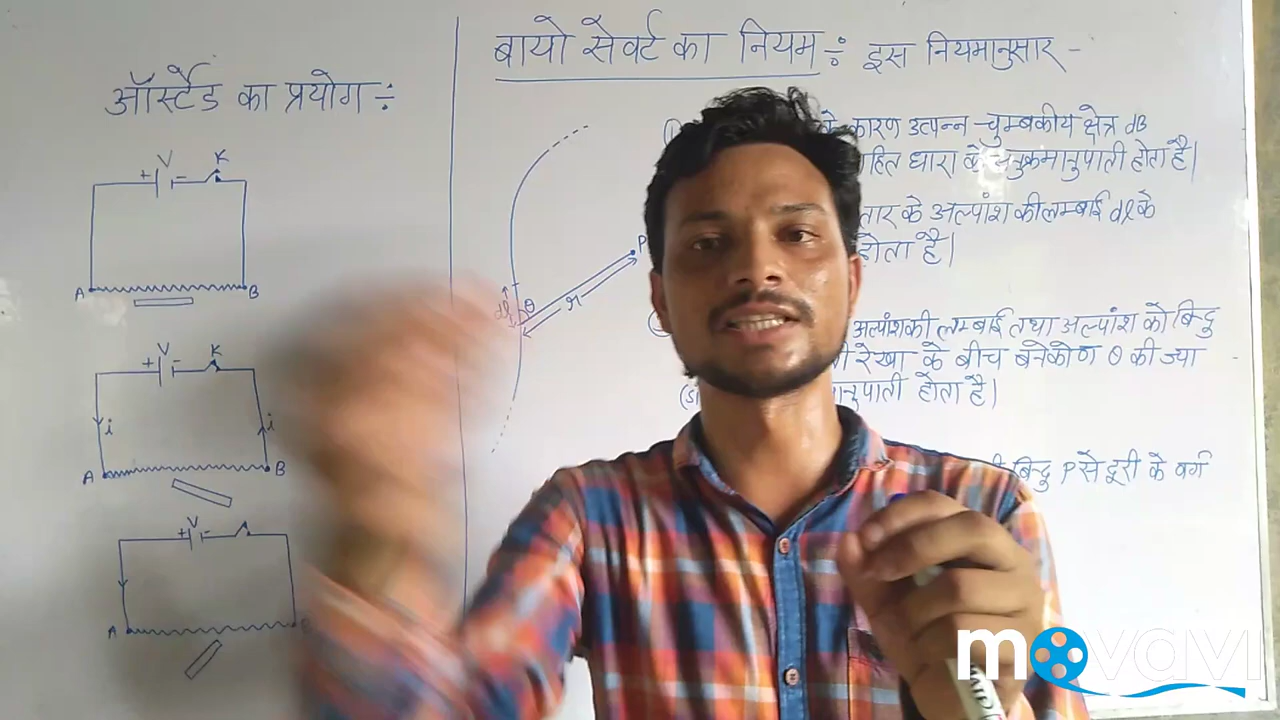 बायो सेवर्ट का नियम ÷ इस नियमानुसार -
ऑर्स्टेड का प्रयोग ÷
+ V - K
A B
+ V - K
i i
A B
+ V -
A
P
r
θ
dl
के कारण उत्पन्न चुम्बकीय क्षेत्र dB
धारा के अनुक्रमानुपाती होता है।
तार के अल्पांश की लम्बाई dl के
होता है।
अल्पांश की लम्बाई तथा अल्पांश को बिन्दु
रेखा के बीच बने कोण θ की ज्या
होता है।
बिन्दु P से दूरी के वर्ग
movavi